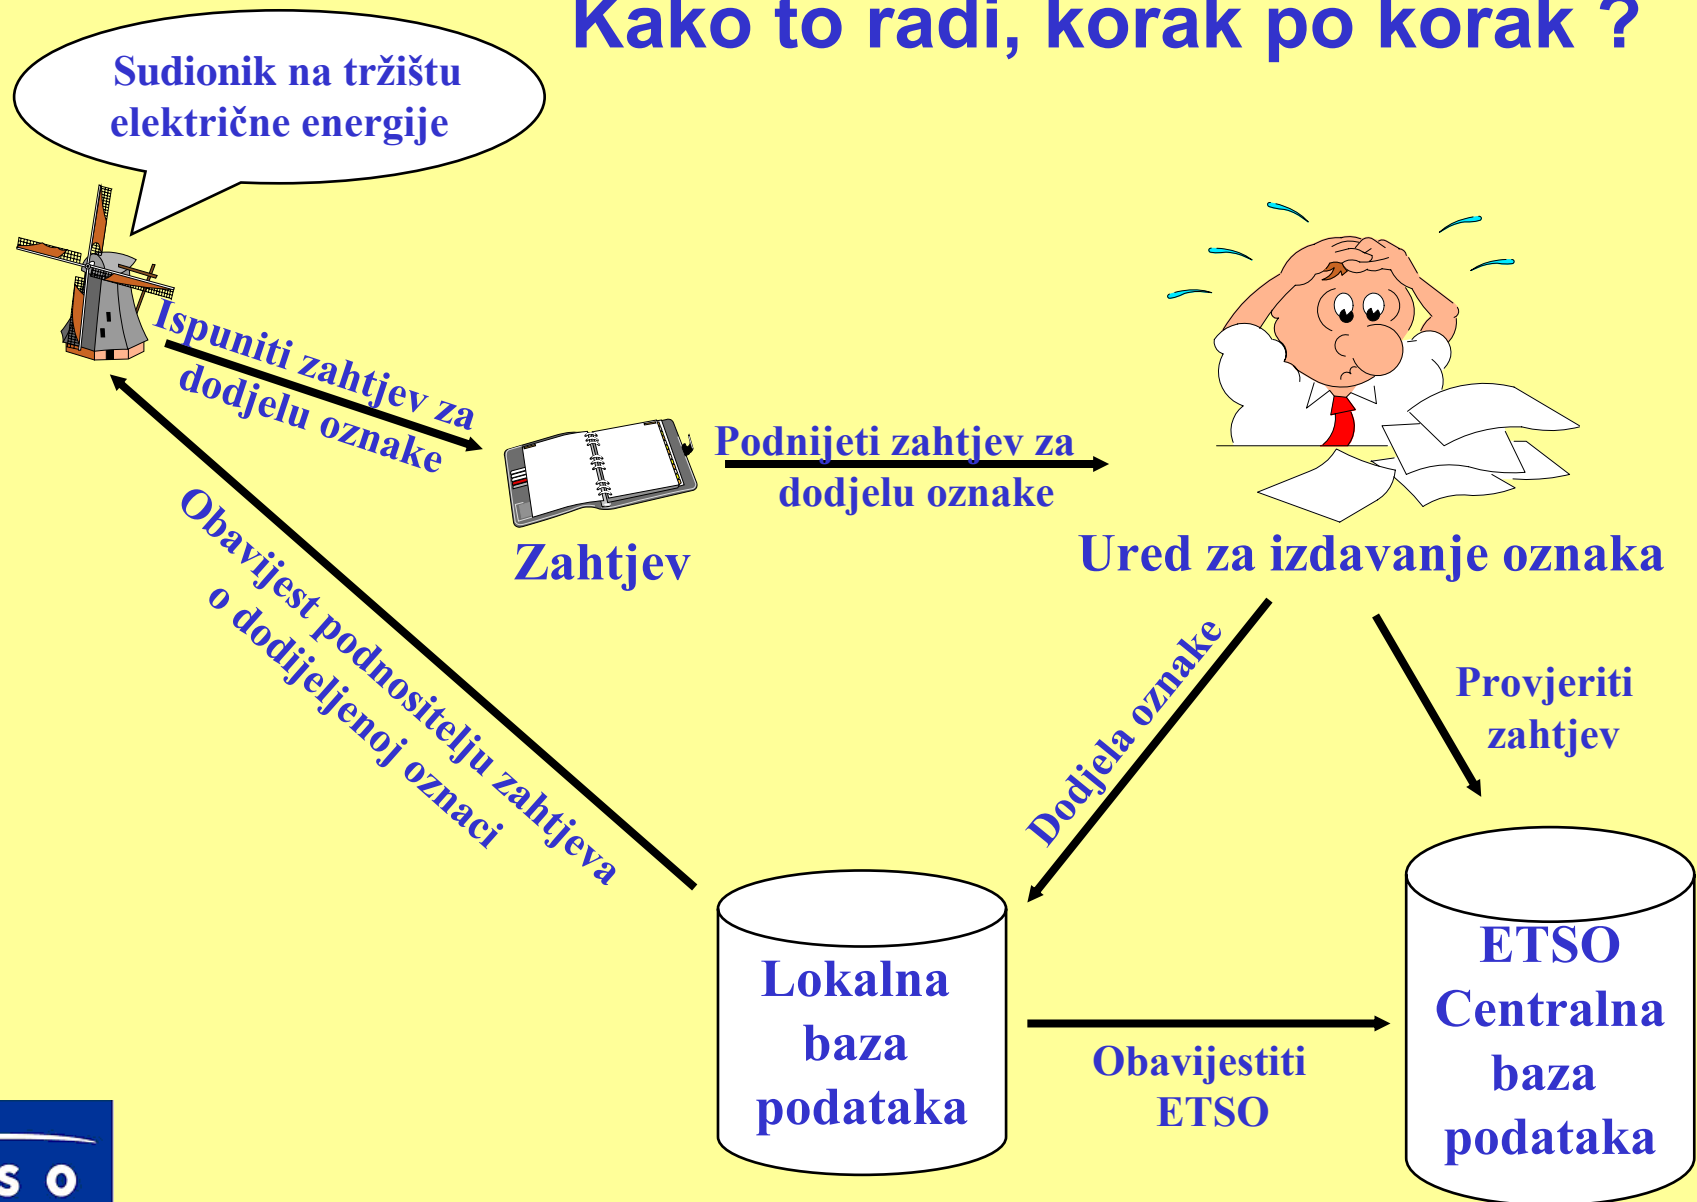 Kako to radi, korak po korak ?
Sudionik na tržištu
električne energije
Ispuniti zahtjev za
dodjelu oznake
Podnijeti zahtjev za
dodjelu oznake
Zahtjev
Ured za izdavanje oznaka
Obavijest podnositelju zahtjeva
o dodijeljenoj oznaci
Dodjela oznake
Provjeriti
zahtjev
Lokalna
baza
podataka
Obavijestiti
ETSO
ETSO
Centralna
baza
podataka
S O